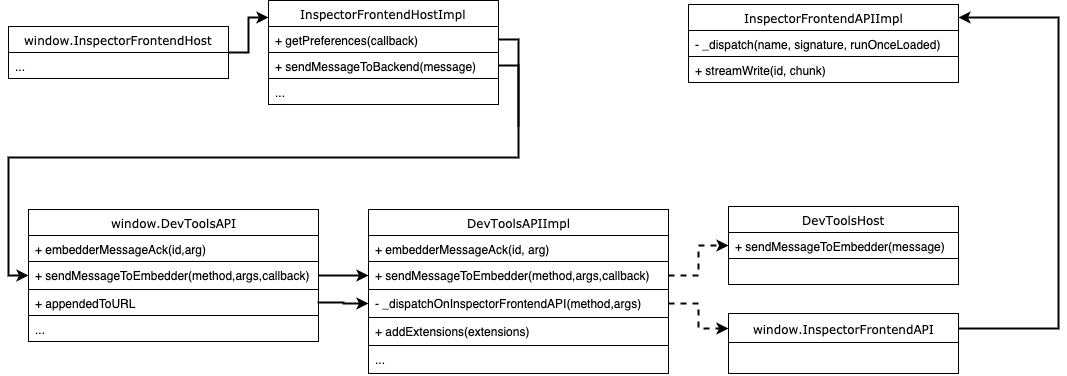 window.InspectorFrontendHost
...
InspectorFrontendHostImpl
+ getPreferences(callback)
+ sendMessageToBackend(message)
...
InspectorFrontendAPIImpl
- _dispatch(name, signature, runOnceLoaded)
+ streamWrite(id, chunk)
window.DevToolsAPI
+ embedderMessageAck(id,arg)
+ sendMessageToEmbedder(method,args,callback)
+ appendedToURL
...
DevToolsAPIImpl
+ embedderMessageAck(id, arg)
+ sendMessageToEmbedder(method,args,callback)
- _dispatchOnInspectorFrontendAPI(method,args)
+ addExtensions(extensions)
...
DevToolsHost
+ sendMessageToEmbedder(message)
window.InspectorFrontendAPI